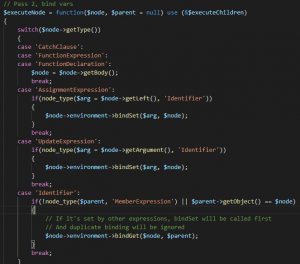 // Pass 2, bind vars
$executeNode = function($node, $parent = null) use (&$executeChildren)
{
switch($node->getType())
{
case 'CatchClause':
case 'FunctionExpression':
case 'FunctionDeclaration':
$node = $node->getBody();
break;
case 'AssignmentExpression':
if(node_type($arg = $node->getLeft(), 'Identifier'))
{
$node->environment->bindSet($arg, $node);
}
break;
case 'UpdateExpression':
if(node_type($arg = $node->getArgument(), 'Identifier'))
{
$node->environment->bindSet($arg, $node);
}
break;
case 'Identifier':
if(!node_type($parent, 'MemberExpression') || $parent->getObject() == $node)
{
// If it's set by other expressions, bindSet will be called first
// And duplicate binding will be ignored
$node->environment->bindGet($node, $parent);
}
break;